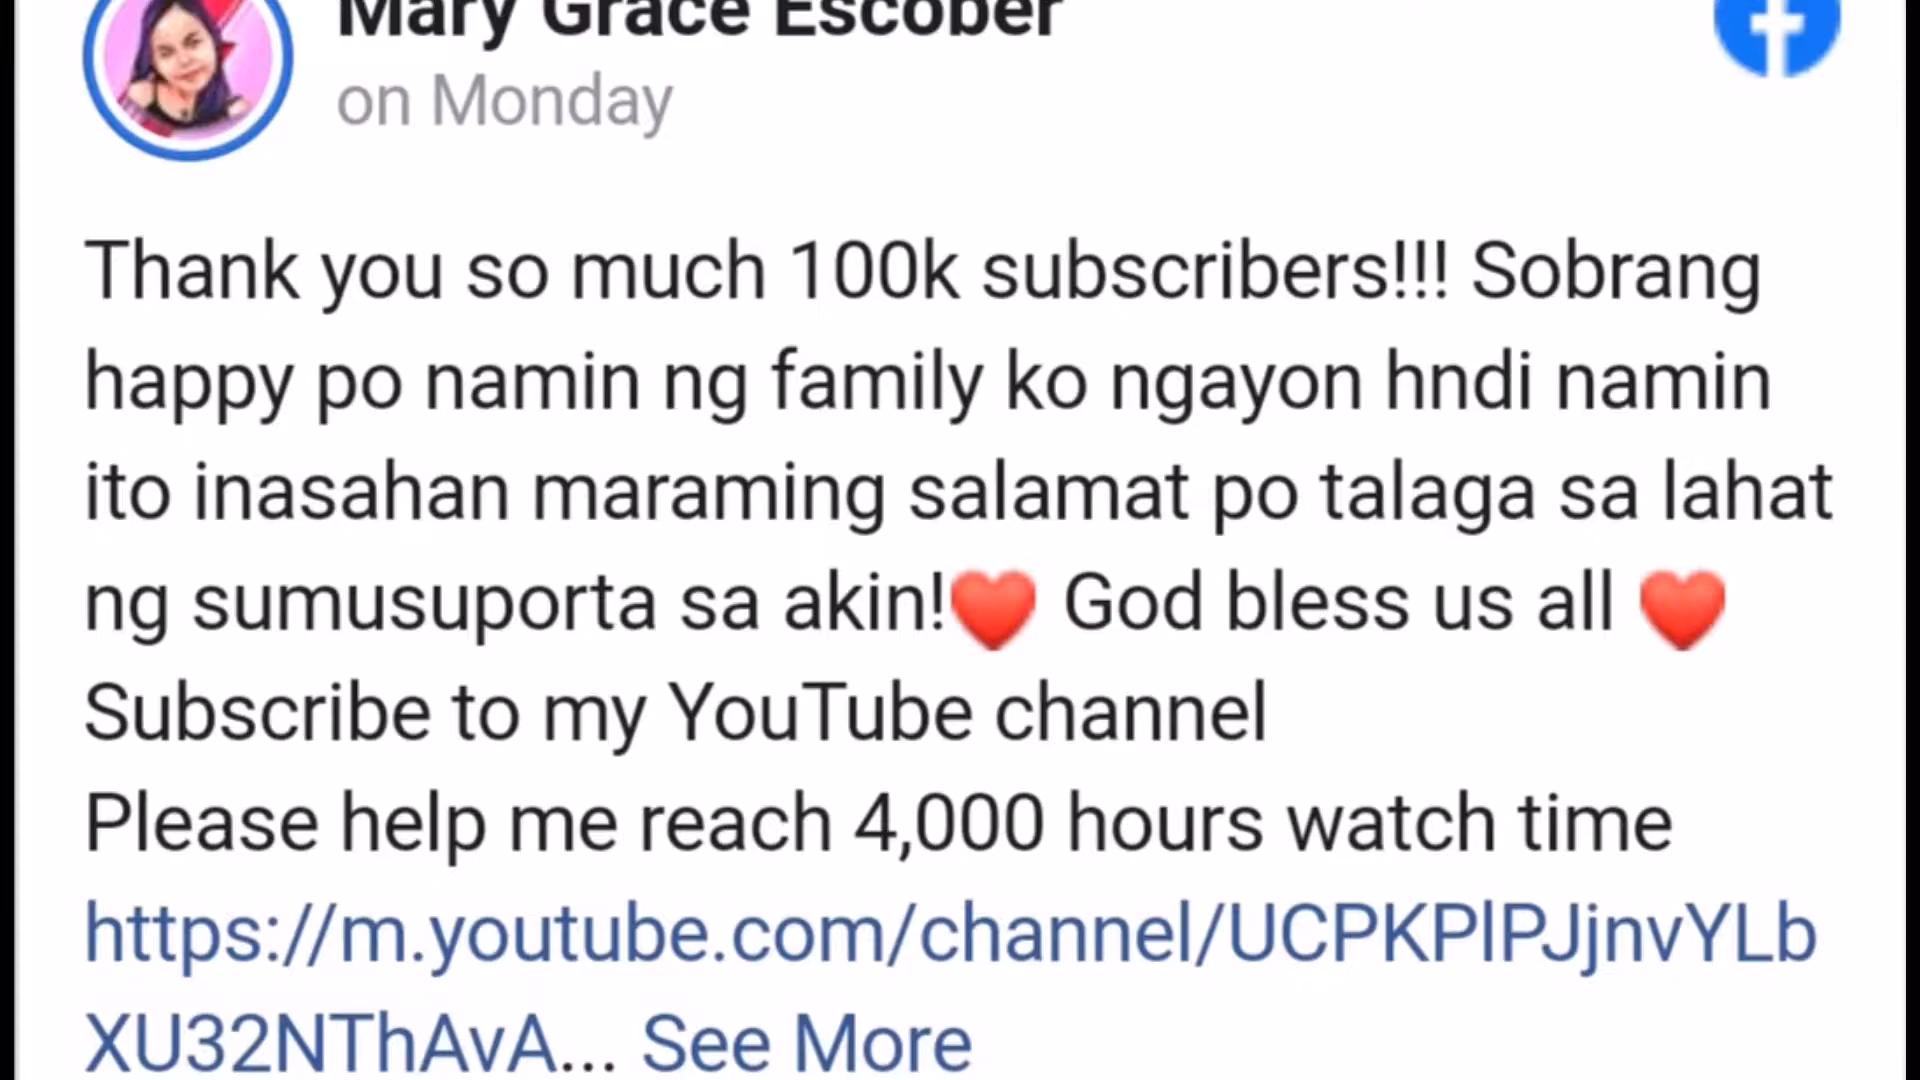 Mary Grace Escober
on Monday
Thank you so much 100k subscribers!!! Sobrang
happy po namin ng family ko ngayon hndi namin
ito inasahan maraming salamat po talaga sa lahat
ng sumusuporta sa akin!❤️ God bless us all ❤️
Subscribe to my YouTube channel
Please help me reach 4,000 hours watch time
https://m.youtube.com/channel/UCPKPlPJjnvYLb
XU32NThAvA... See More